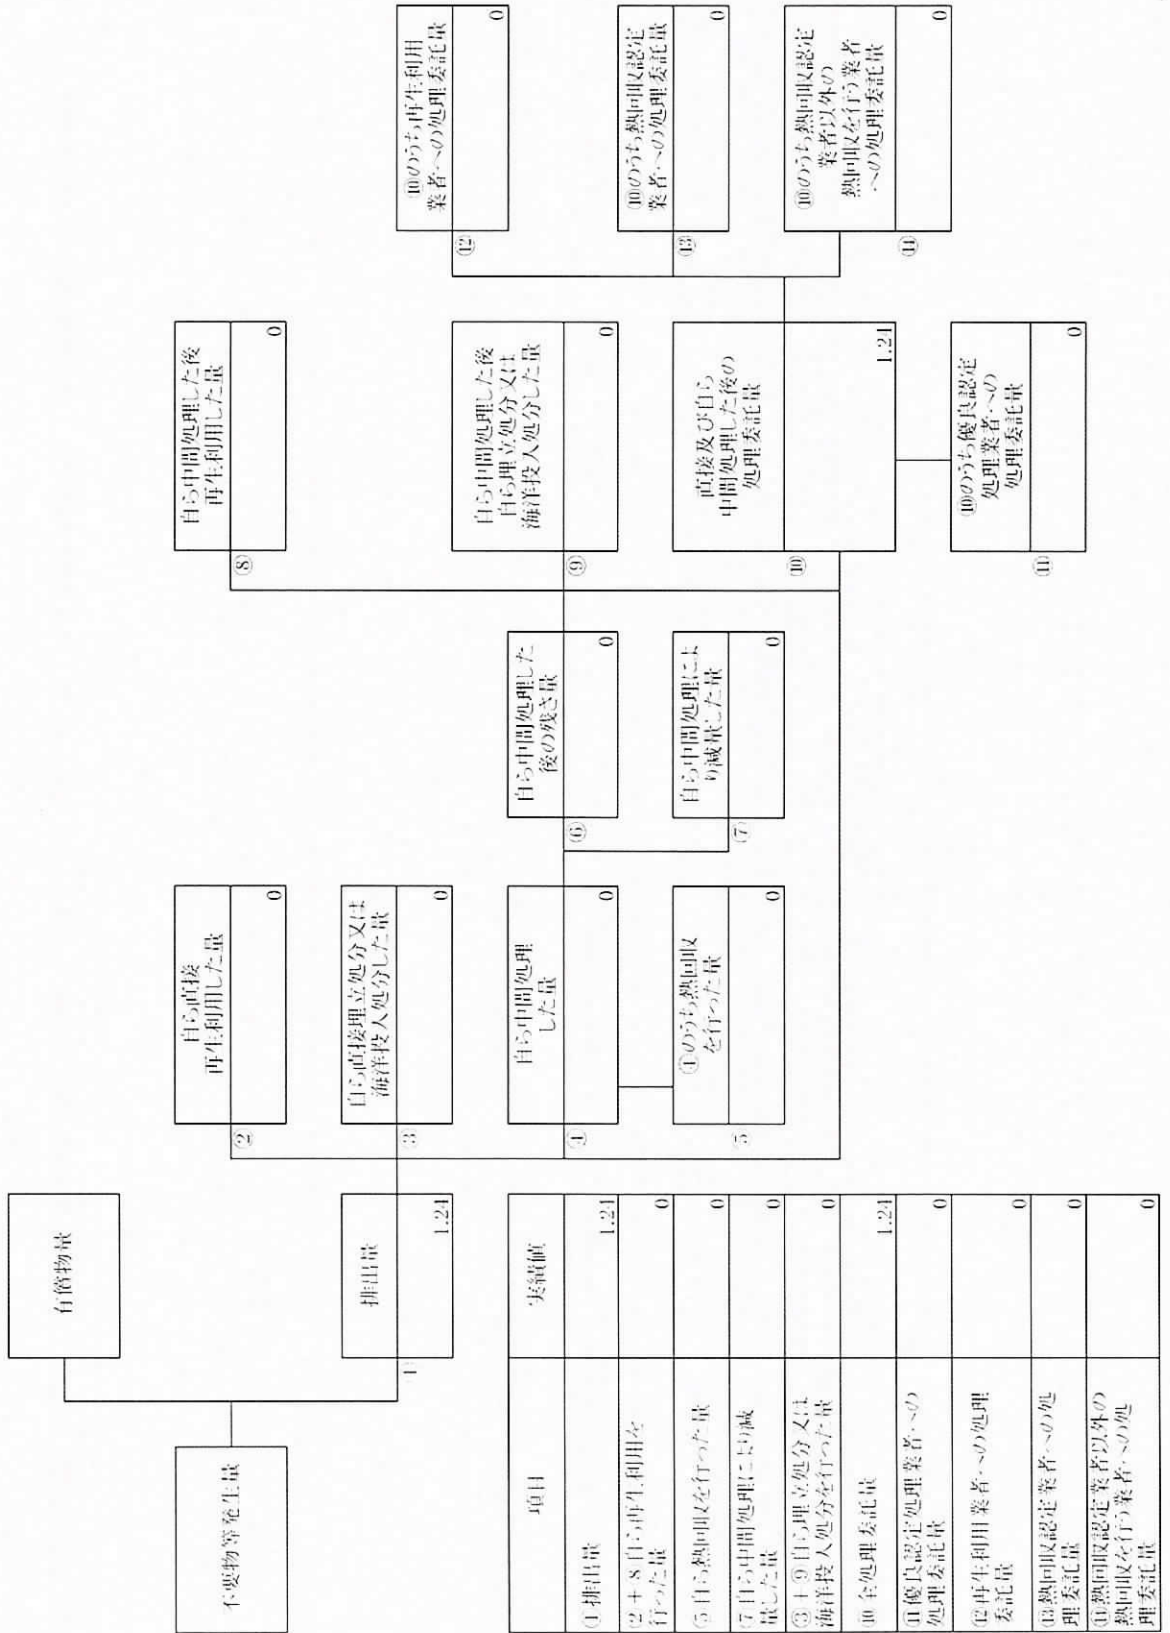 不要物等発生量
有償物量
①
排出量
1.24
②
自ら直接
再生利用した量
0
③
自ら直接埋立処分又は
海洋投入処分した量
0
④
自ら中間処理
した量
0
⑤
④のうち熱回収
を行った量
0
⑥
自ら中間処理した
後の残さ量
0
⑦
自ら中間処理によ
り減量した量
0
⑧
自ら中間処理した後
再生利用した量
0
⑨
自ら中間処理した後
自ら埋立処分又は
海洋投入処分した量
0
⑩
直接及び自ら
中間処理した後の
処理委託量
1.24
⑪
⑩のうち優良認定
処理業者への
処理委託量
0
⑫
⑩のうち再生利用
業者への処理委託量
0
⑬
⑩のうち熱回収認定
業者への処理委託量
0
⑭
⑩のうち熱回収認定
業者以外の
熱回収を行う業者
への処理委託量
0
項目 実績値
①排出量 1.24
②+⑧自ら再生利用を
行った量 0
⑤自ら熱回収を行った量 0
⑦自ら中間処理により減
量した量 0
③+⑨自ら埋立処分又は
海洋投入処分を行った量 0
⑩全処理委託量 1.24
⑪優良認定処理業者への
処理委託量 0
⑫再生利用業者への処理
委託量 0
⑬熱回収認定業者への処
理委託量 0
⑭熱回収認定業者以外の
熱回収を行う業者への処
理委託量 0